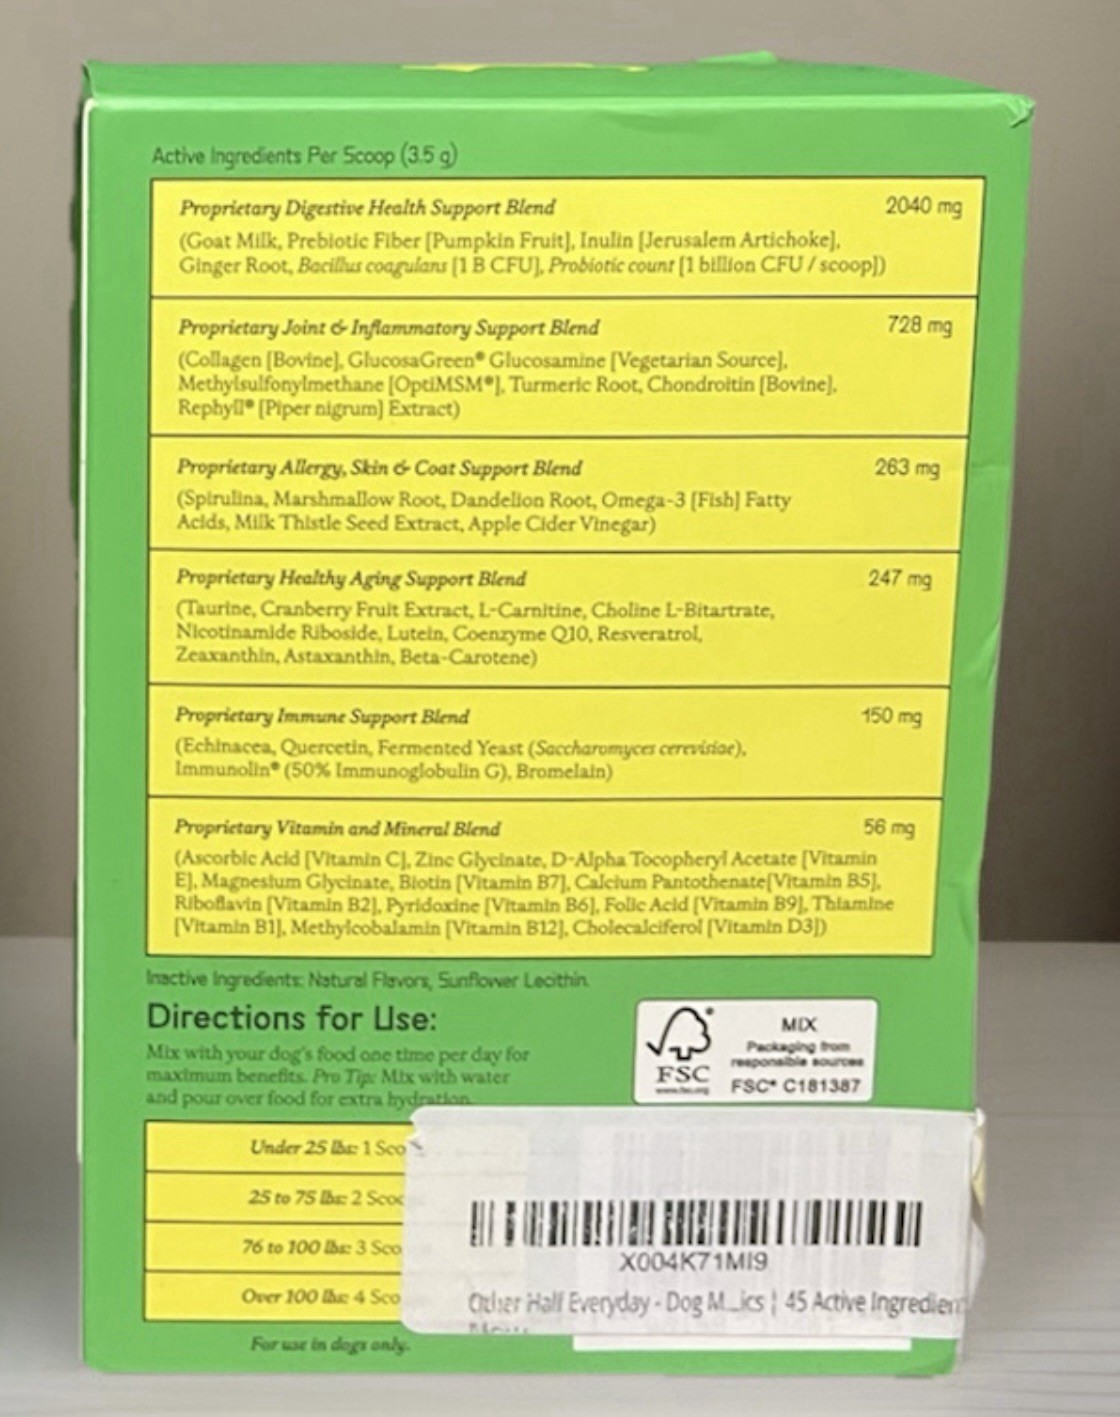 Active Ingredients Per Scoop (3.5 g)
Proprietary Digestive Health Support Blend 2040 mg
(Goat Milk, Prebiotic Fiber [Pumpkin Fruit], Inulin [Jerusalem Artichoke],
Ginger Root, Bacillus coagulans [1 B CFU], Probiotic count [1 billion CFU / scoop])
Proprietary Joint & Inflammatory Support Blend 728 mg
(Collagen [Bovine], GlucosaGreen® Glucosamine [Vegetarian Source],
Methylsulfonylmethane [OptiMSM®], Turmeric Root, Chondroitin [Bovine],
Rephyll® [Piper nigrum] Extract)
Proprietary Allergy, Skin & Coat Support Blend 263 mg
(Spirulina, Marshmallow Root, Dandelion Root, Omega-3 [Fish] Fatty
Acids, Milk Thistle Seed Extract, Apple Cider Vinegar)
Proprietary Healthy Aging Support Blend 247 mg
(Taurine, Cranberry Fruit Extract, L-Carnitine, Choline L-Bitartrate,
Nicotinamide Riboside, Lutein, Coenzyme Q10, Resveratrol,
Zeaxanthin, Astaxanthin, Beta-Carotene)
Proprietary Immune Support Blend 150 mg
(Echinacea, Quercetin, Fermented Yeast (Saccharomyces cerevisiae),
Immunolin® (50% Immunoglobulin G), Bromelain)
Proprietary Vitamin and Mineral Blend 56 mg
(Ascorbic Acid [Vitamin C], Zinc Glycinate, D-Alpha Tocopheryl Acetate [Vitamin
E], Magnesium Glycinate, Biotin [Vitamin B7], Calcium Pantothenate[Vitamin B5],
Riboflavin [Vitamin B2], Pyridoxine [Vitamin B6], Folic Acid [Vitamin B9], Thiamine
[Vitamin B1], Methylcobalamin [Vitamin B12], Cholecalciferol [Vitamin D3])
Inactive Ingredients: Natural Flavors, Sunflower Lecithin.
Directions for Use:
Mix with your dog's food one time per day for
maximum benefits. Pro Tip: Mix with water
and pour over food for extra hydration.
FSC
www.fsc.org
MIX
Packaging from
responsible sources
FSC® C181387
Under 25 lbs: 1 Sco
25 to 75 lbs: 2 Scoo
76 to 100 lbs: 3 Sco
Over 100 lbs: 4 Sco
For use in dogs only.
X004K71MI9
Other Half Everyday - Dog M...ics | 45 Active Ingredien